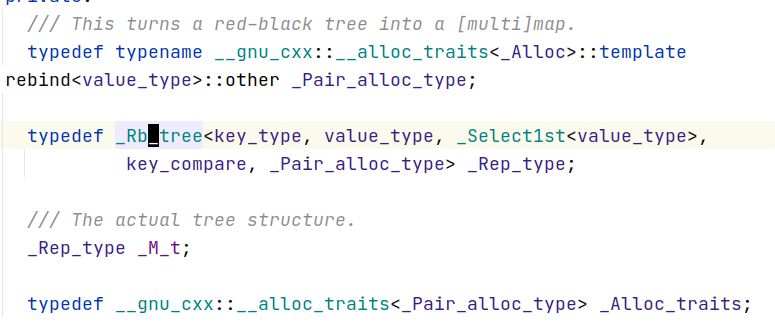 private:
/// This turns a red-black tree into a [multi]map.
typedef typename __gnu_cxx::__alloc_traits<_Alloc>::template
rebind<value_type>::other _Pair_alloc_type;
typedef _Rb_tree<key_type, value_type, _Select1st<value_type>,
key_compare, _Pair_alloc_type> _Rep_type;
/// The actual tree structure.
_Rep_type _M_t;
typedef __gnu_cxx::__alloc_traits<_Pair_alloc_type> _Alloc_traits;